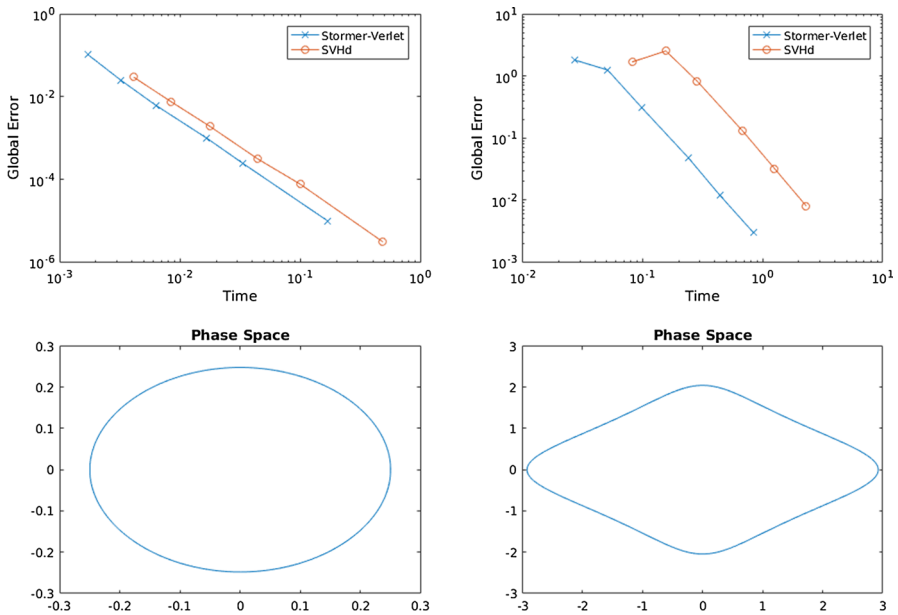 10^0
10^-2
10^-4
10^-6
Global Error
10^-3
10^-2
10^-1
10^0
Time
Stormer-Verlet
SVHd
10^1
10^0
10^-1
10^-2
10^-3
Global Error
10^-2
10^-1
10^0
10^1
Time
Stormer-Verlet
SVHd
Phase Space
0.3
0.2
0.1
0
-0.1
-0.2
-0.3
-0.3 -0.2 -0.1 0 0.1 0.2 0.3
Phase Space
3
2
1
0
-1
-2
-3
-3 -2 -1 0 1 2 3